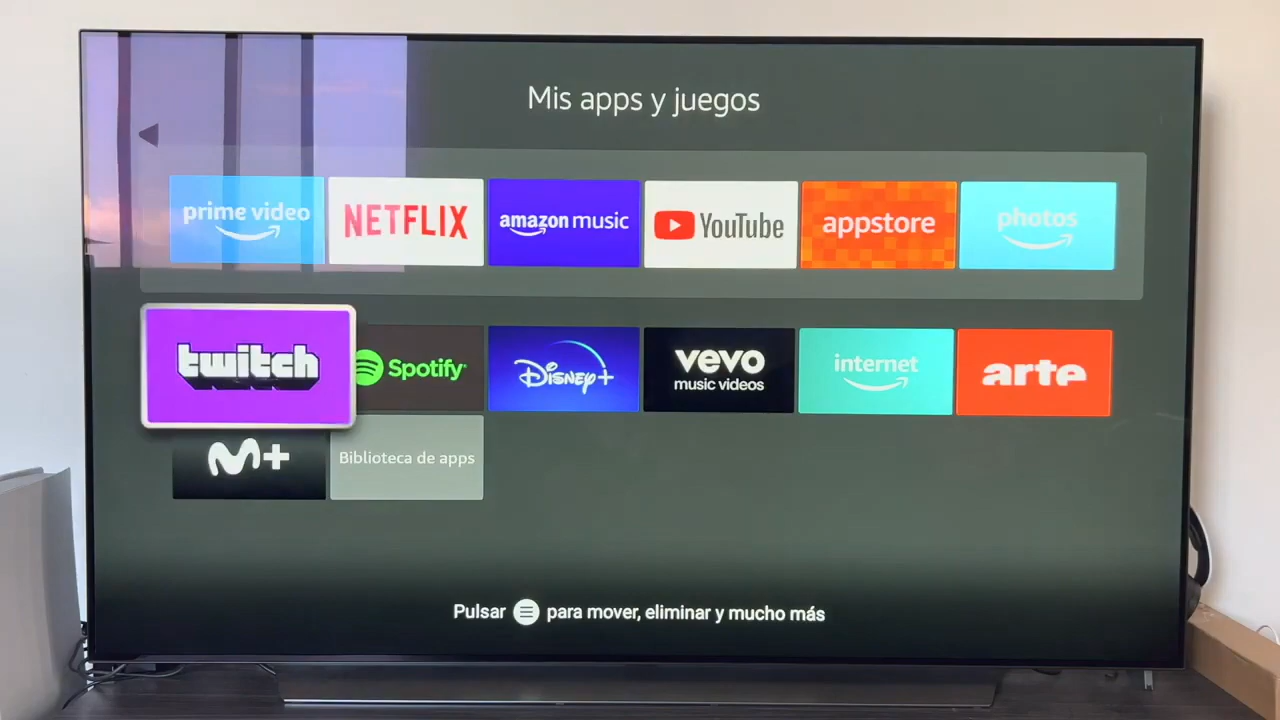 Mis apps y juegos
prime video
NETFLIX
amazon music
YouTube
appstore
photos
twitch
Spotify
Disney+
vevo
music videos
internet
arte
M+
Biblioteca de apps
Pulsar para mover, eliminar y mucho más